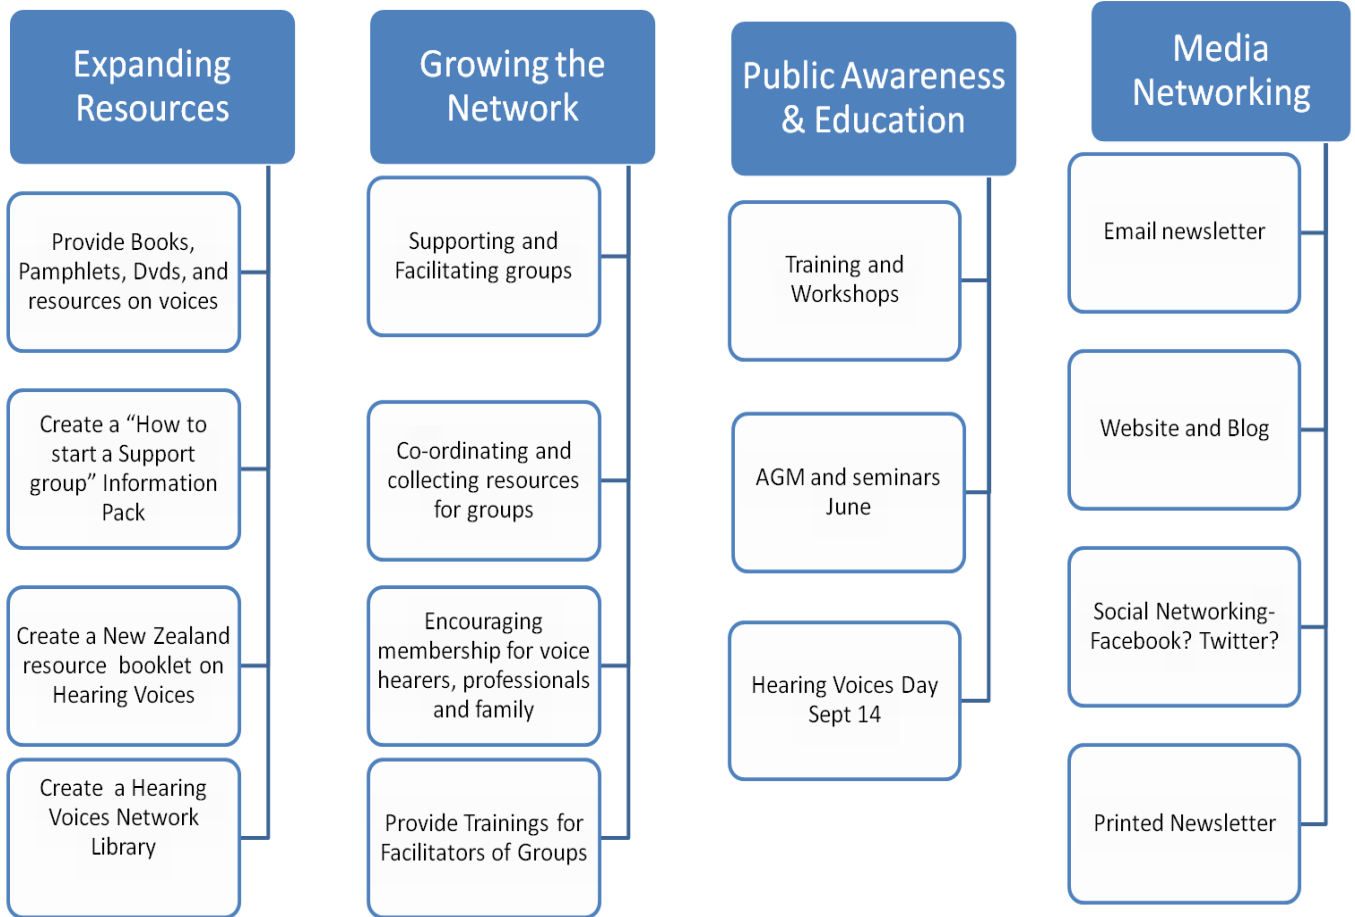 Expanding
Resources
Provide Books,
Pamphlets, Dvds, and
resources on voices
Create a “How to
start a Support
group” Information
Pack
Create a New Zealand
resource booklet on
Hearing Voices
Create a Hearing
Voices Network
Library
Growing the
Network
Supporting and
Facilitating groups
Co-ordinating and
collecting resources
for groups
Encouraging
membership for voice
hearers, professionals
and family
Provide Trainings for
Facilitators of Groups
Public Awareness
& Education
Training and
Workshops
AGM and seminars
June
Hearing Voices Day
Sept 14
Media
Networking
Email newsletter
Website and Blog
Social Networking-
Facebook? Twitter?
Printed Newsletter